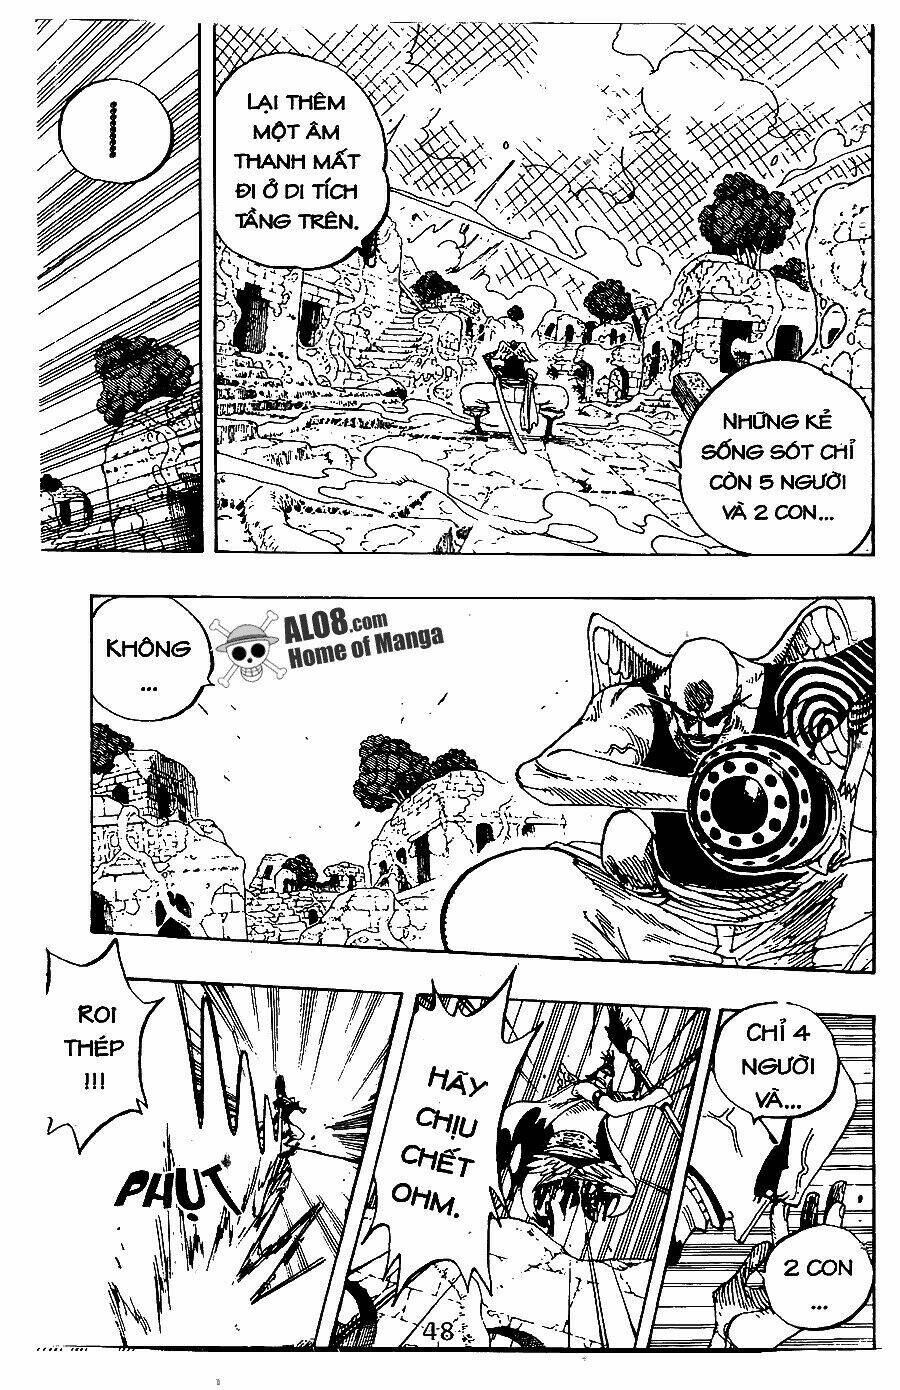 LẠI THÊM
MỘT ÂM
THANH MẤT
ĐI Ở DI TÍCH
TẦNG TRÊN.
NHỮNG KẺ
SỐNG SÓT CHỈ
CÒN 5 NGƯỜI
VÀ 2 CON...
KHÔNG
...
AL08.com
Home of Manga
CHỈ 4
NGƯỜI
VÀ...
2 CON
...
HÃY
CHỊU
CHẾT
OHM.
ROI
THÉP
!!!
PHỤT
48